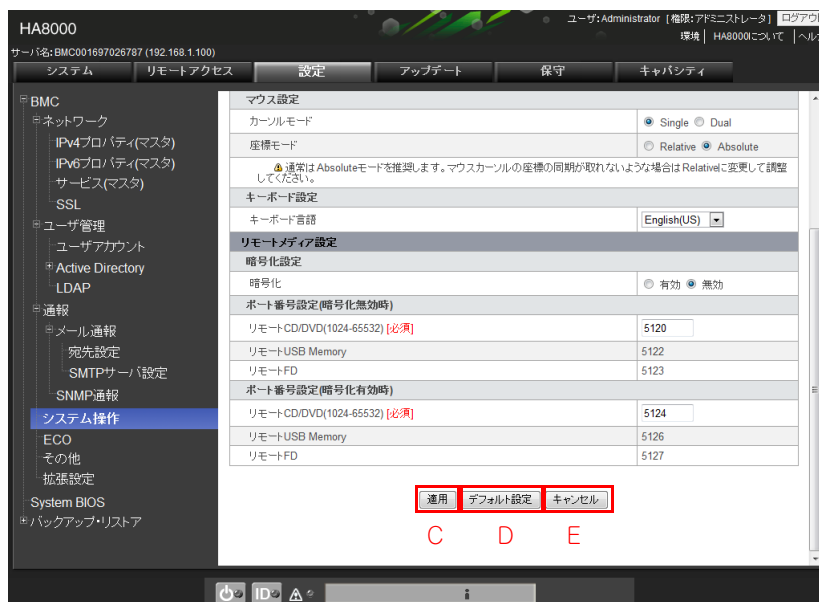 HA8000
ユーザ:Administrator [権限:アドミニストレータ] ログアウト
環境 | HA8000について | ヘル
サーバ名:BMC001697026787 (192.168.1.100)
システム リモートアクセス 設定 アップデート 保守 キャパシティ
BMC
ネットワーク
IPv4プロパティ(マスタ)
IPv6プロパティ(マスタ)
サービス(マスタ)
SSL
ユーザ管理
ユーザアカウント
Active Directory
LDAP
通報
メール通報
宛先設定
SMTPサーバ設定
SNMP通報
システム操作
ECO
その他
拡張設定
System BIOS
バックアップ・リストア
マウス設定
カーソルモード Single Dual
座標モード Relative Absolute
通常はAbsoluteモードを推奨します。マウスカーソルの座標の同期が取れないような場合はRelativeに変更して調整
してください。
キーボード設定
キーボード言語 English(US)
リモートメディア設定
暗号化設定
暗号化 有効 無効
ポート番号設定(暗号化無効時)
リモートCD/DVD(1024-65532) [必須] 5120
リモートUSB Memory 5122
リモートFD 5123
ポート番号設定(暗号化有効時)
リモートCD/DVD(1024-65532) [必須] 5124
リモートUSB Memory 5126
リモートFD 5127
適用 デフォルト設定 キャンセル
C D E
ID i